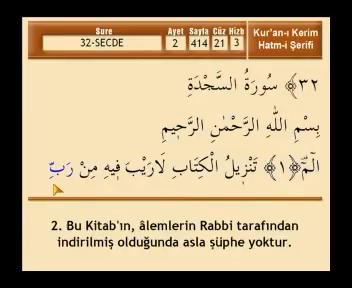 Sure Ayet Sayfa Cüz Hizb
32-SECDE 2 414 21 3
Kur'an-ı Kerim
Hatm-i Şerifi
﴿٣٢ سُورَةُ السَّجْدَةِ
بِسْمِ اللّٰهِ الرَّحْمٰنِ الرَّحٖيمِ
الٓمٓ ﴿١﴾ تَنْزٖيلُ الْكِتَابِ لَارَيْبَ فٖيهِ مِنْ رَبِّ
2. Bu Kitab'ın, âlemlerin Rabbi tarafından
indirilmiş olduğunda asla şüphe yoktur.